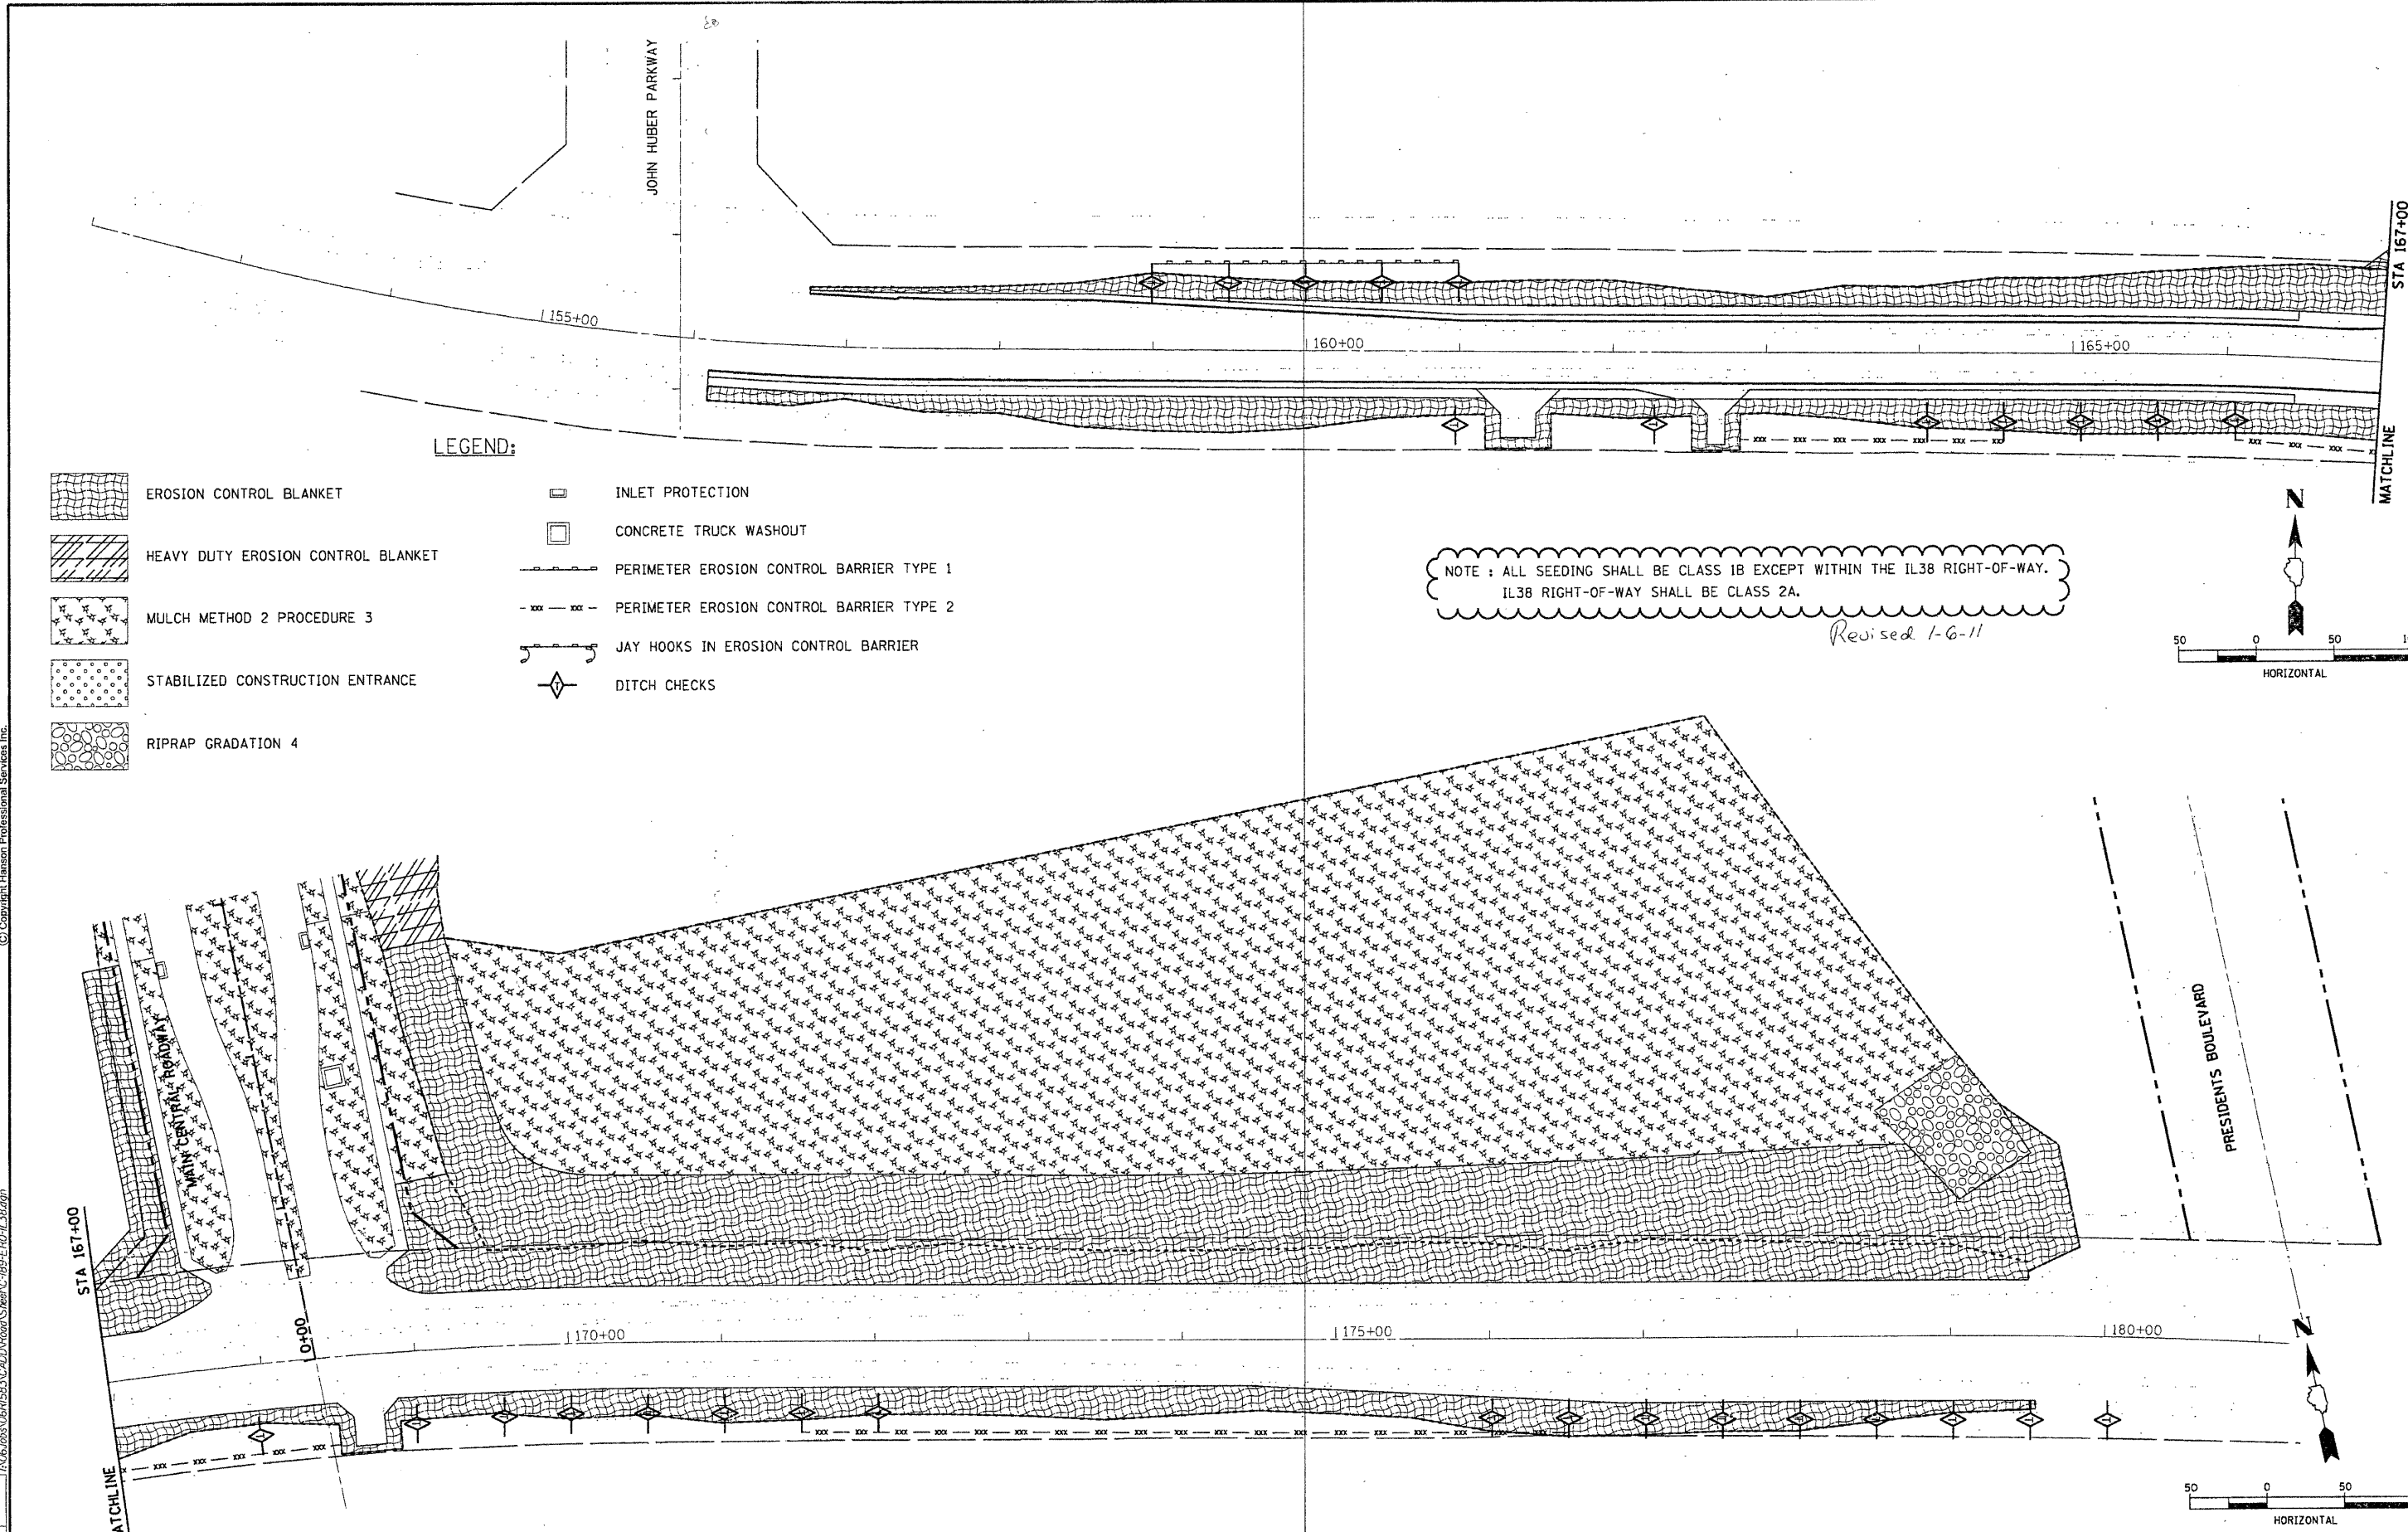 JOHN HUBER PARKWAY
155+00
160+00
165+00
STA 167+00
MATCHLINE
LEGEND:
EROSION CONTROL BLANKET
HEAVY DUTY EROSION CONTROL BLANKET
MULCH METHOD 2 PROCEDURE 3
STABILIZED CONSTRUCTION ENTRANCE
RIPRAP GRADATION 4
INLET PROTECTION
CONCRETE TRUCK WASHOUT
PERIMETER EROSION CONTROL BARRIER TYPE 1
XXX XXX PERIMETER EROSION CONTROL BARRIER TYPE 2
JAY HOOKS IN EROSION CONTROL BARRIER
T DITCH CHECKS
NOTE : ALL SEEDING SHALL BE CLASS 1B EXCEPT WITHIN THE IL38 RIGHT-OF-WAY.
IL38 RIGHT-OF-WAY SHALL BE CLASS 2A.
Revised 1-6-11
N
50 0 50
HORIZONTAL
(C) Copyright Hanson Professional Services Inc.
MAIN CENTRAL ROADWAY
PRESIDENTS BOULEVARD
STA 167+00
0+00
170+00
175+00
180+00
ATCHLINE
N
50 0 50
HORIZONTAL